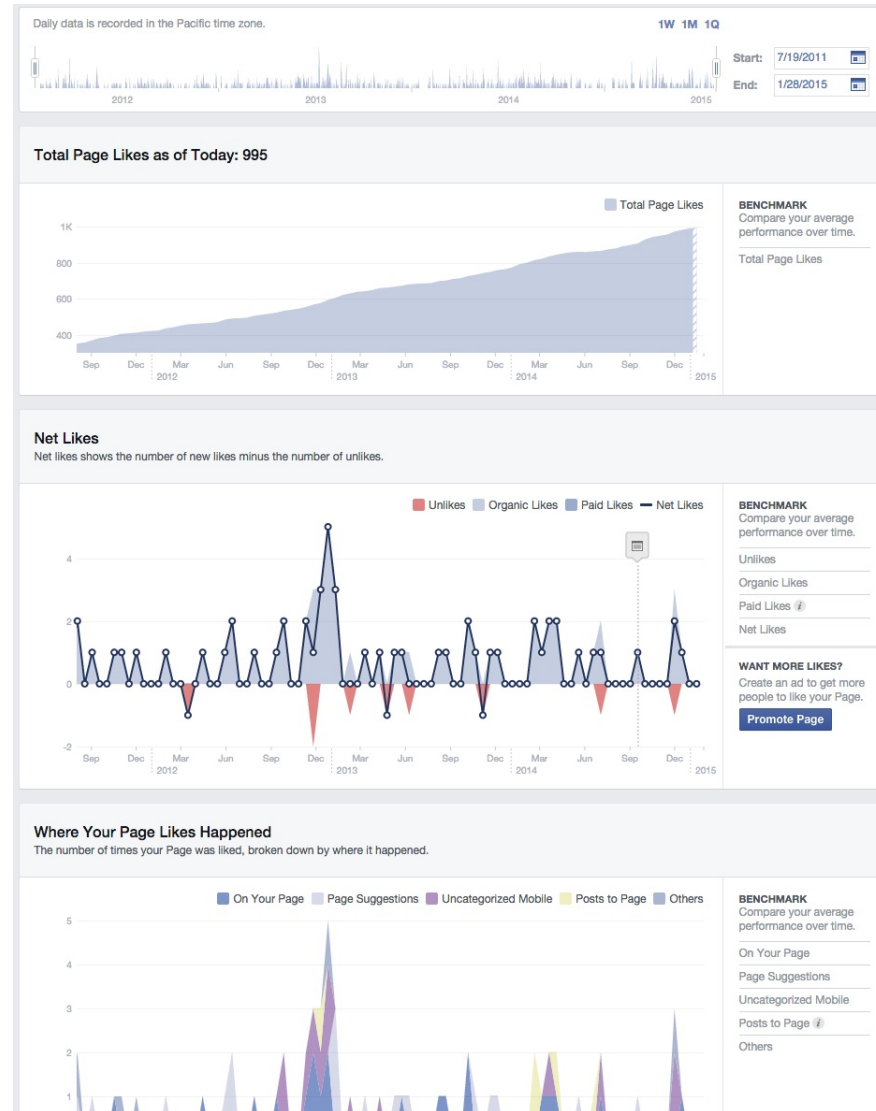 Daily data is recorded in the Pacific time zone.
1W 1M 1Q
Start: 7/19/2011
End: 1/28/2015
2012 2013 2014 2015
Total Page Likes as of Today: 995
Total Page Likes
1K
800
600
400
Sep Dec Mar Jun Sep Dec Mar Jun Sep Dec Mar Jun Sep Dec
2012 2013 2014 2015
BENCHMARK
Compare your average
performance over time.
Total Page Likes
Net Likes
Net likes shows the number of new likes minus the number of unlikes.
Unlikes Organic Likes Paid Likes Net Likes
4
2
0
-2
Sep Dec Mar Jun Sep Dec Mar Jun Sep Dec Mar Jun Sep Dec
2012 2013 2014 2015
BENCHMARK
Compare your average
performance over time.
Unlikes
Organic Likes
Paid Likes i
Net Likes
WANT MORE LIKES?
Create an ad to get more
people to like your Page.
Promote Page
Where Your Page Likes Happened
The number of times your Page was liked, broken down by where it happened.
On Your Page Page Suggestions Uncategorized Mobile Posts to Page Others
5
4
3
2
1
BENCHMARK
Compare your average
performance over time.
On Your Page
Page Suggestions
Uncategorized Mobile
Posts to Page i
Others